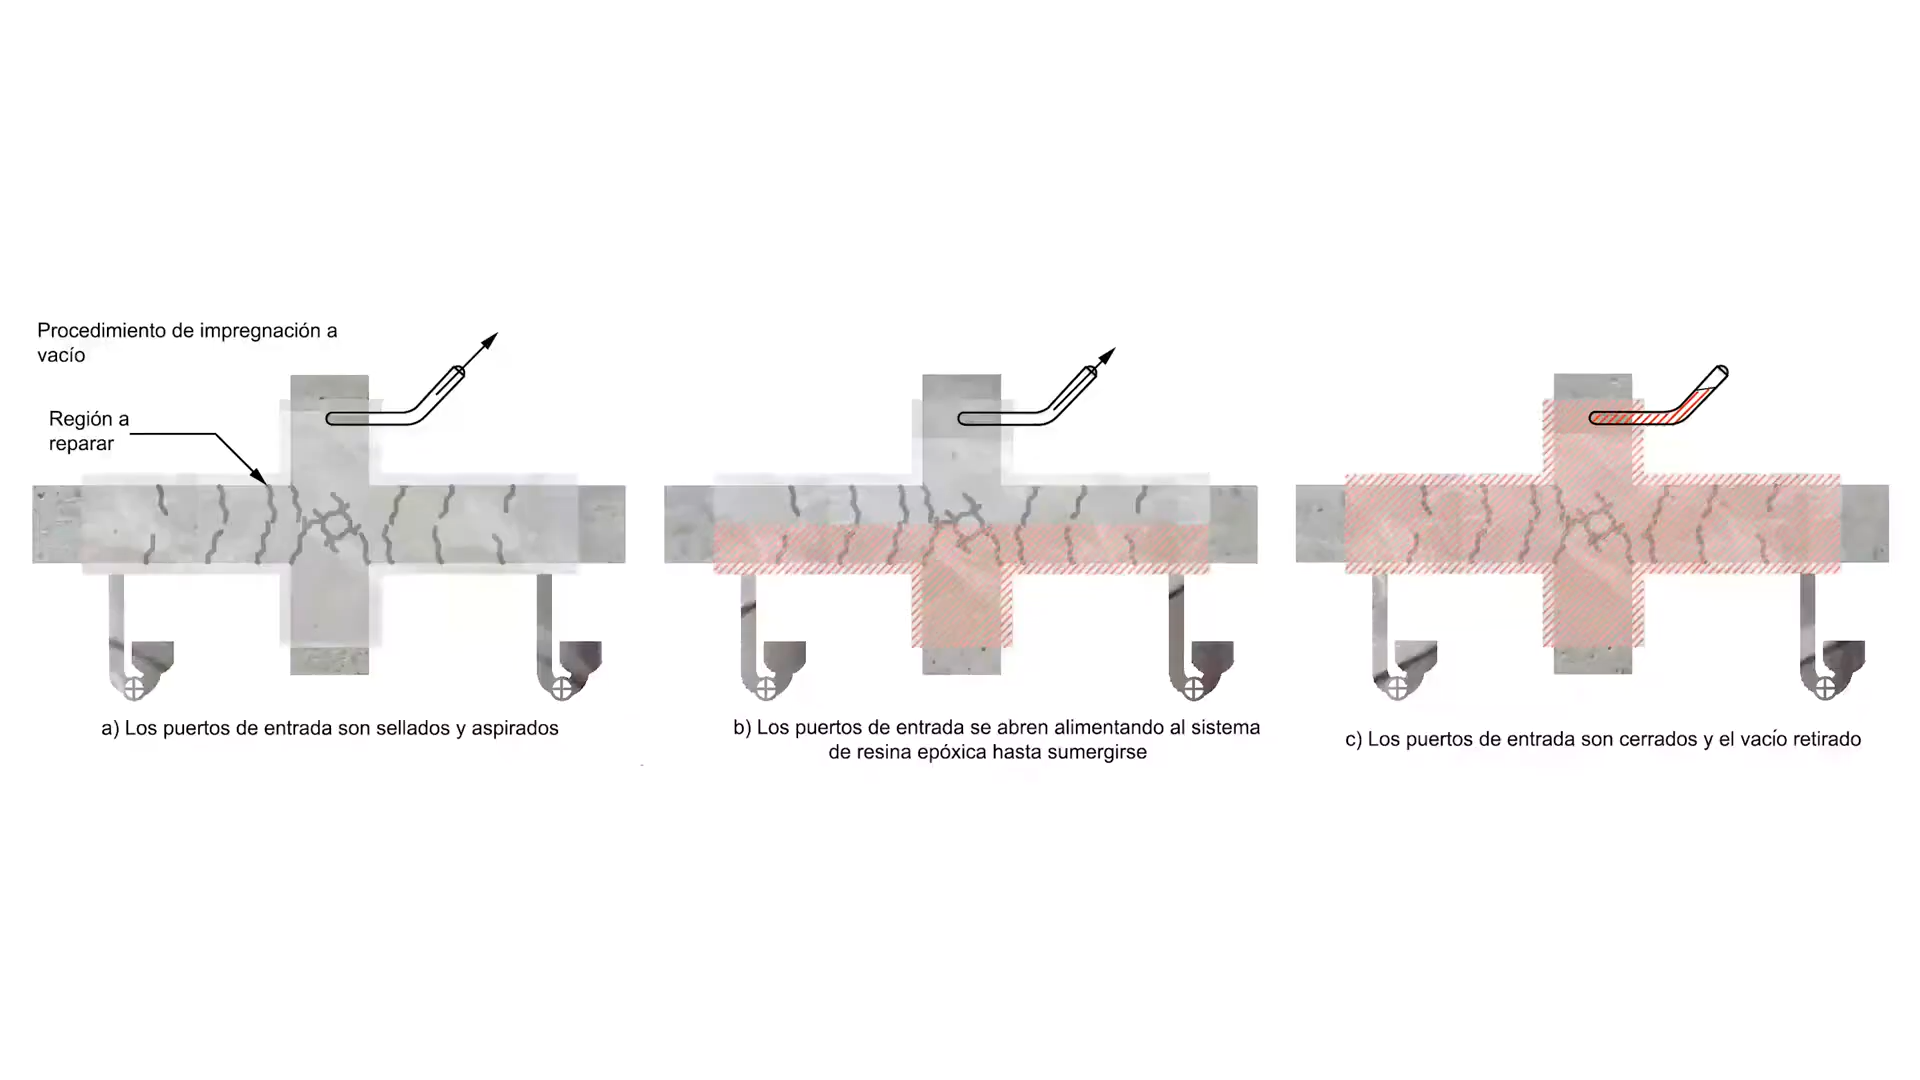 Procedimiento de impregnación a
vacío
Región a
reparar
a) Los puertos de entrada son sellados y aspirados
b) Los puertos de entrada se abren alimentando al sistema
de resina epóxica hasta sumergirse
c) Los puertos de entrada son cerrados y el vacío retirado